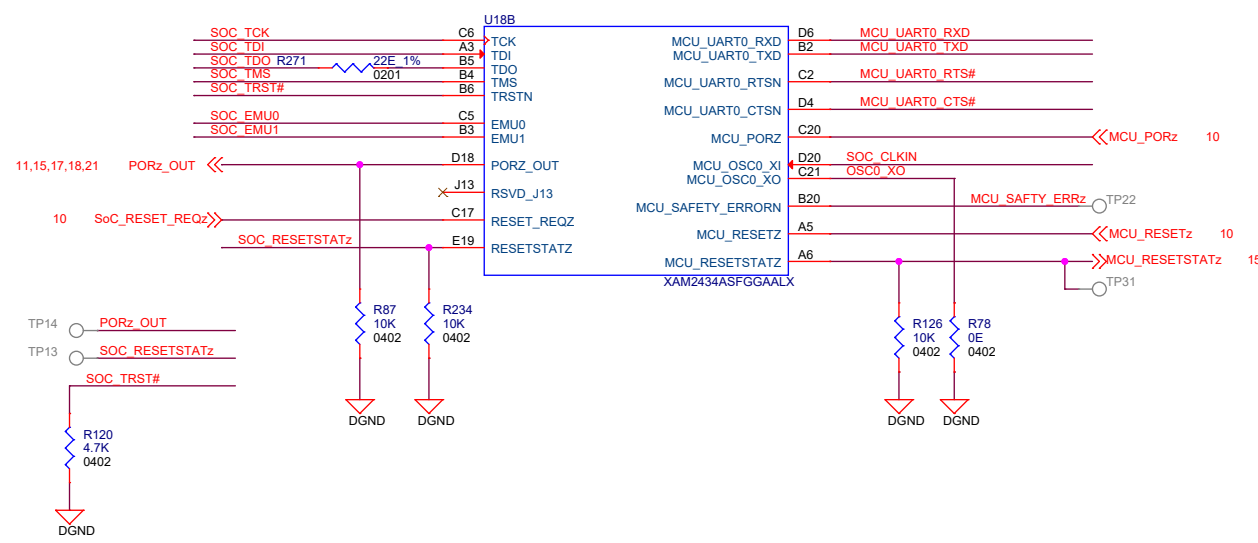 U18B
SOC_TCK C6 TCK MCU_UART0_RXD D6 MCU_UART0_RXD
SOC_TDI A3 TDI MCU_UART0_TXD B2 MCU_UART0_TXD
SOC_TDO R271 22E_1% B5 TDO
0201
SOC_TMS B4 TMS MCU_UART0_RTSN C2 MCU_UART0_RTS#
SOC_TRST# B6 TRSTN
MCU_UART0_CTSN D4 MCU_UART0_CTS#
SOC_EMU0 C5 EMU0
SOC_EMU1 B3 EMU1 MCU_PORZ C20 MCU_PORz 10
11,15,17,18,21 PORz_OUT D18 PORZ_OUT MCU_OSC0_XI D20 SOC_CLKIN
MCU_OSC0_XO C21 OSC0_XO
J13 RSVD_J13
MCU_SAFETY_ERRORN B20 MCU_SAFTY_ERRz TP22
10 SoC_RESET_REQz C17 RESET_REQZ
MCU_RESETZ A5 MCU_RESETz 10
SOC_RESETSTATz E19 RESETSTATZ
MCU_RESETSTATZ A6 MCU_RESETSTATz 15
XAM2434ASFGGAALX
TP31
R87 R234 R126 R78
10K 10K 10K 0E
0402 0402 0402 0402
TP14 PORz_OUT
TP13 SOC_RESETSTATz
SOC_TRST#
DGND DGND DGND DGND
R120
4.7K
0402
DGND